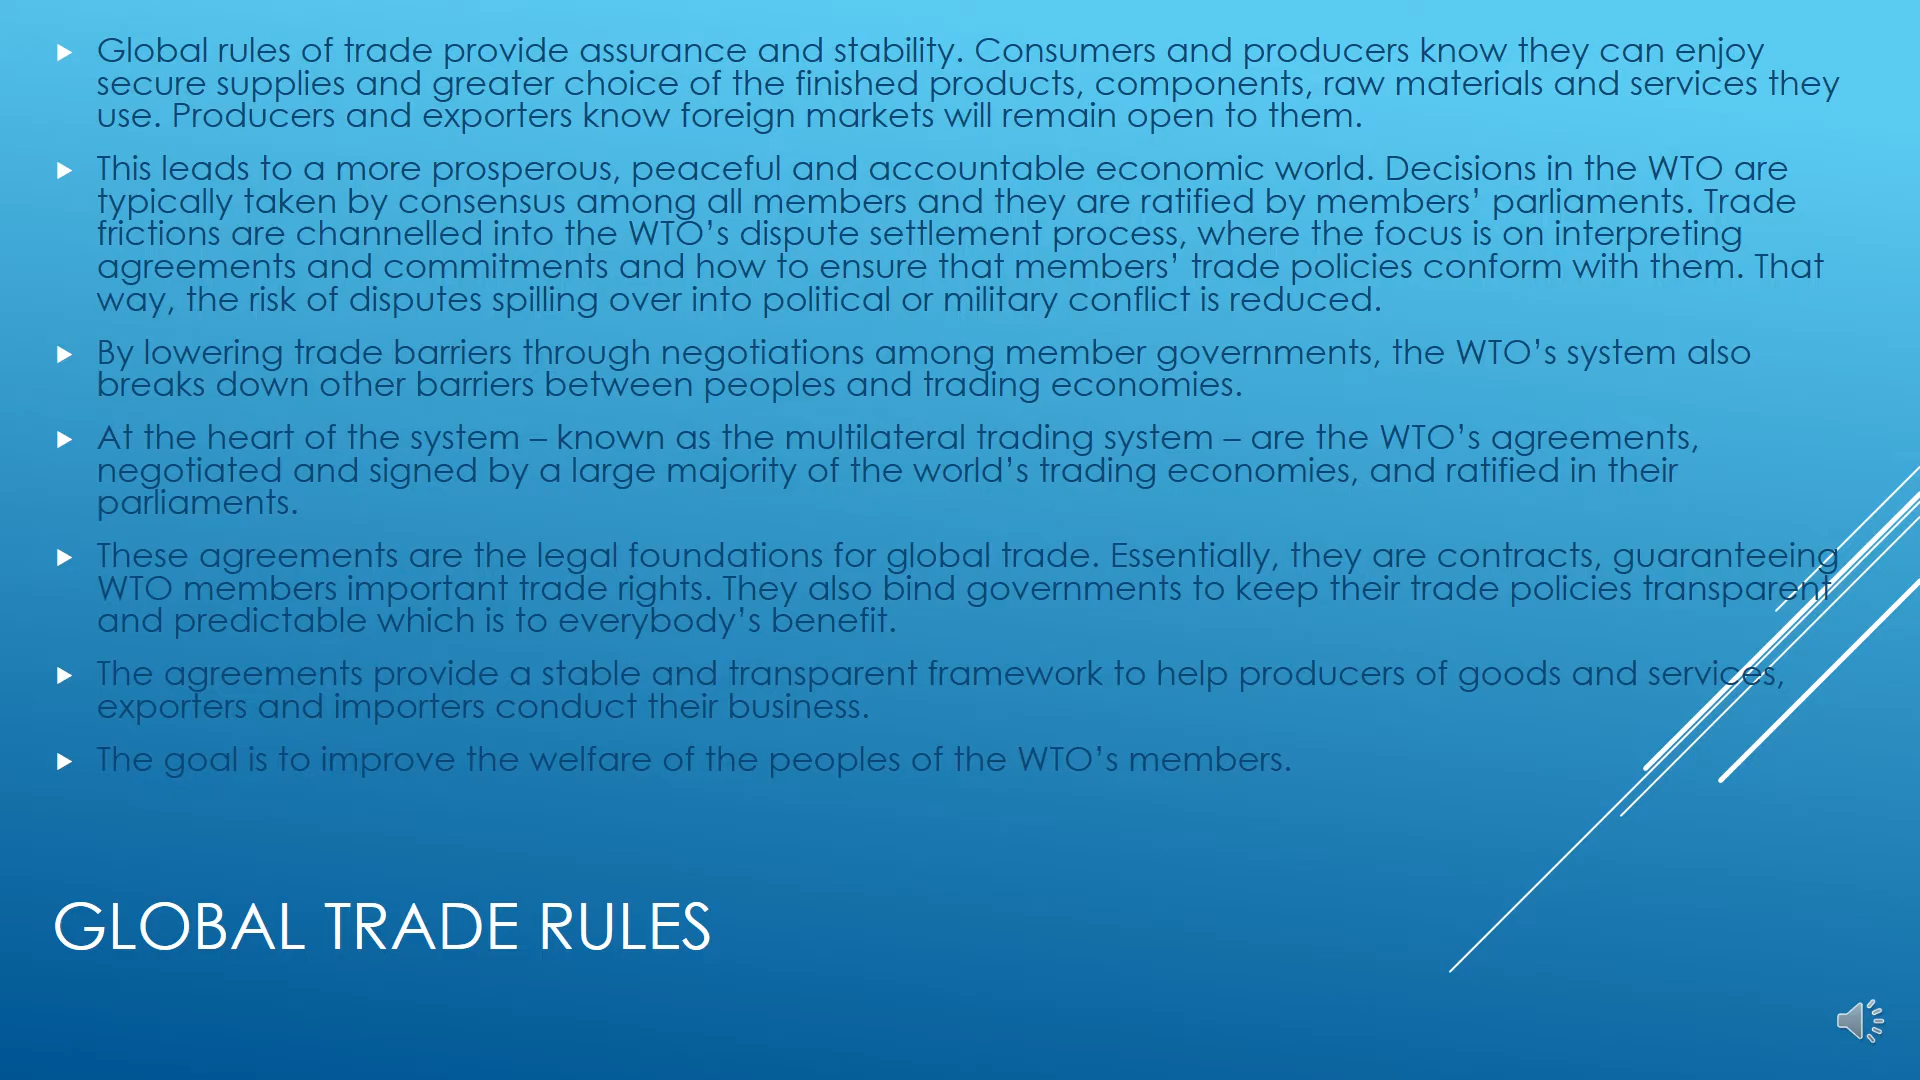 Global rules of trade provide assurance and stability. Consumers and producers know they can enjoy
secure supplies and greater choice of the finished products, components, raw materials and services they
use. Producers and exporters know foreign markets will remain open to them.
This leads to a more prosperous, peaceful and accountable economic world. Decisions in the WTO are
typically taken by consensus among all members and they are ratified by members’ parliaments. Trade
frictions are channelled into the WTO’s dispute settlement process, where the focus is on interpreting
agreements and commitments and how to ensure that members’ trade policies conform with them. That
way, the risk of disputes spilling over into political or military conflict is reduced.
By lowering trade barriers through negotiations among member governments, the WTO’s system also
breaks down other barriers between peoples and trading economies.
At the heart of the system – known as the multilateral trading system – are the WTO’s agreements,
negotiated and signed by a large majority of the world’s trading economies, and ratified in their
parliaments.
These agreements are the legal foundations for global trade. Essentially, they are contracts, guaranteeing
WTO members important trade rights. They also bind governments to keep their trade policies transparent
and predictable which is to everybody’s benefit.
The agreements provide a stable and transparent framework to help producers of goods and services,
exporters and importers conduct their business.
The goal is to improve the welfare of the peoples of the WTO’s members.
GLOBAL TRADE RULES